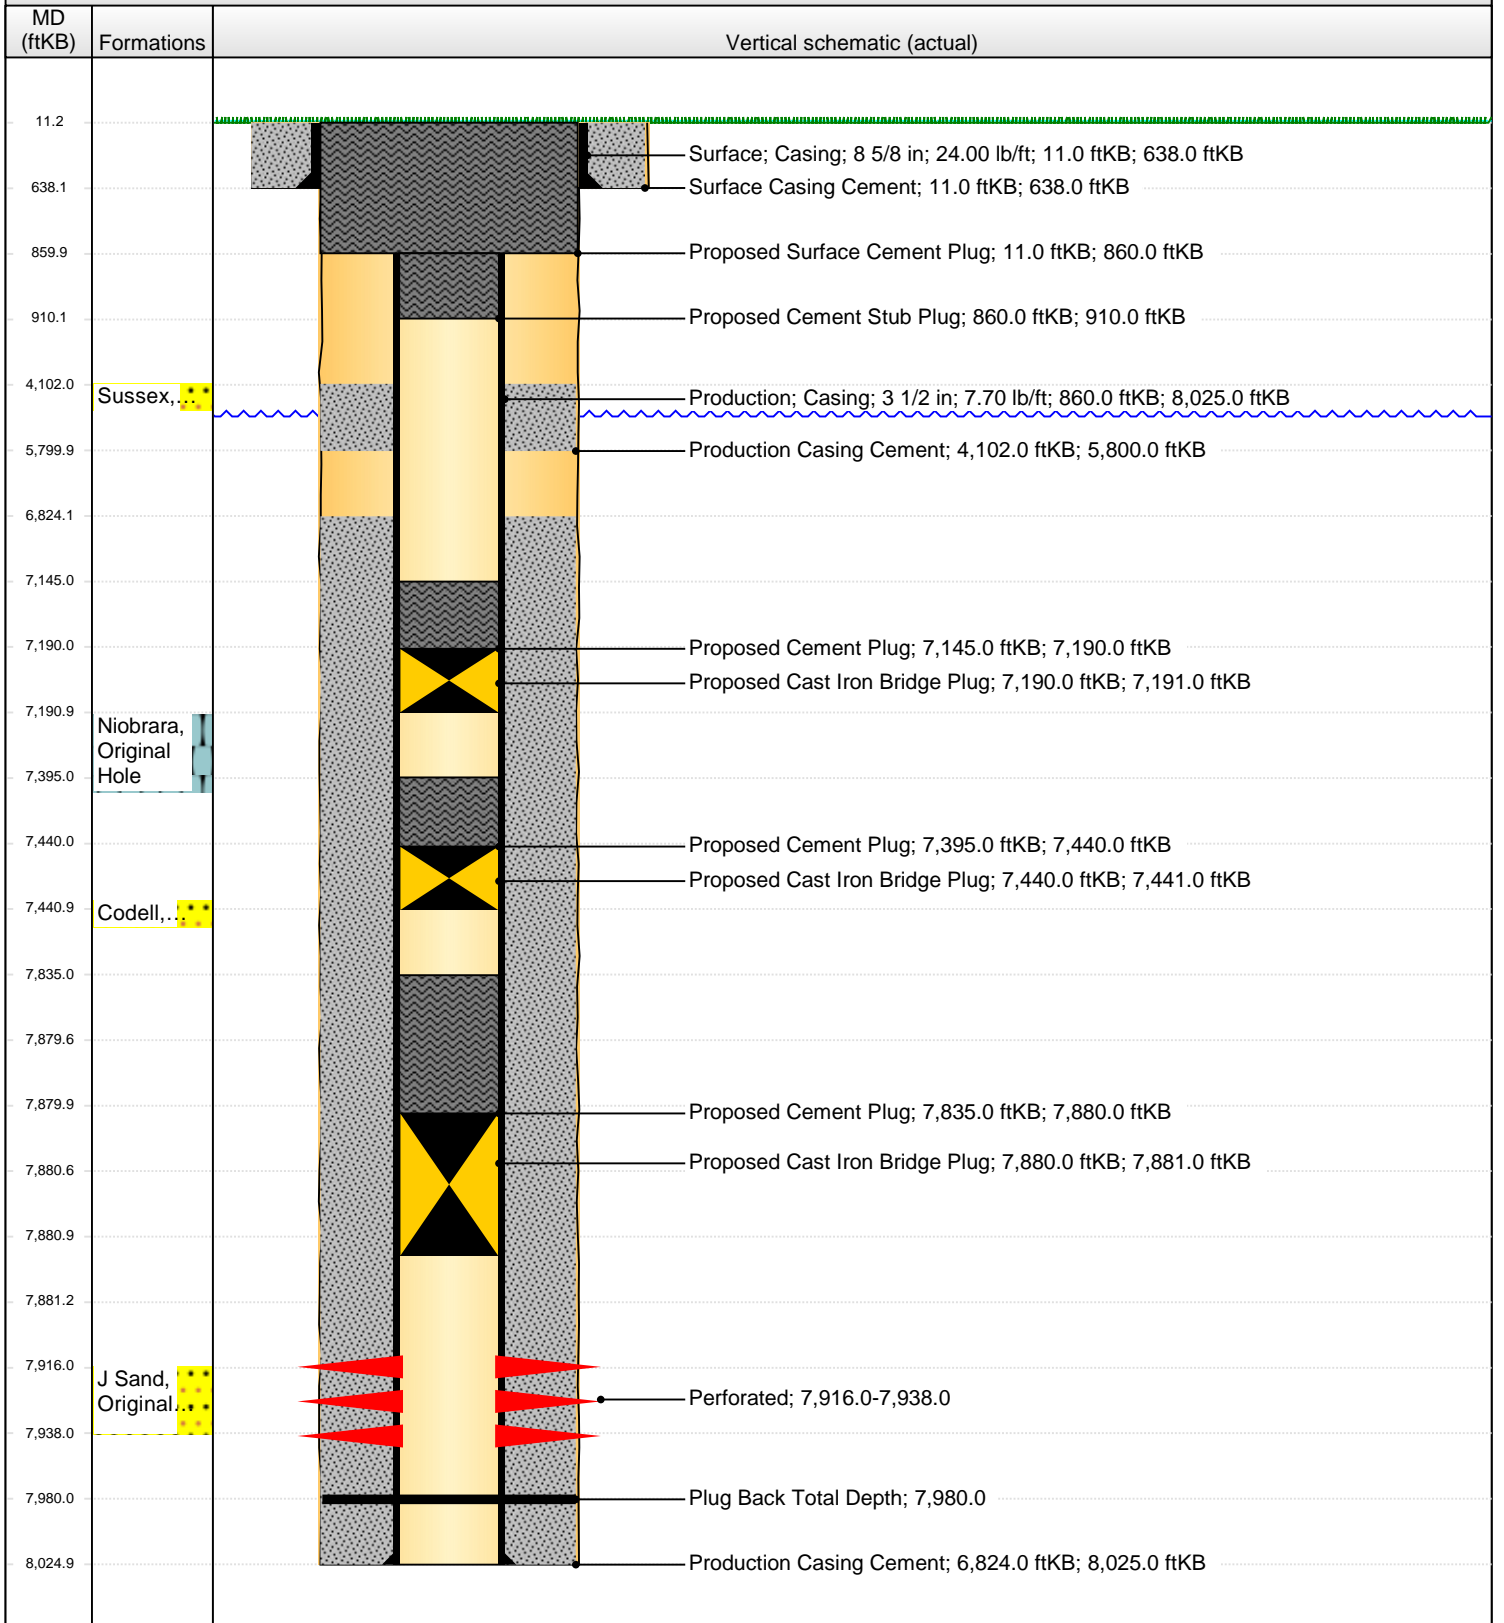 MD
(ftKB)
Formations
Vertical schematic (actual)
11.2
Surface; Casing; 8 5/8 in; 24.00 lb/ft; 11.0 ftKB; 638.0 ftKB
638.1
Surface Casing Cement; 11.0 ftKB; 638.0 ftKB
859.9
Proposed Surface Cement Plug; 11.0 ftKB; 860.0 ftKB
910.1
Proposed Cement Stub Plug; 860.0 ftKB; 910.0 ftKB
4,102.0
Sussex,...
Production; Casing; 3 1/2 in; 7.70 lb/ft; 860.0 ftKB; 8,025.0 ftKB
5,799.9
Production Casing Cement; 4,102.0 ftKB; 5,800.0 ftKB
6,824.1
7,145.0
7,190.0
Proposed Cement Plug; 7,145.0 ftKB; 7,190.0 ftKB
Proposed Cast Iron Bridge Plug; 7,190.0 ftKB; 7,191.0 ftKB
7,190.9
Niobrara,
Original
Hole
7,395.0
7,440.0
Proposed Cement Plug; 7,395.0 ftKB; 7,440.0 ftKB
Proposed Cast Iron Bridge Plug; 7,440.0 ftKB; 7,441.0 ftKB
7,440.9
Codell,...
7,835.0
7,879.6
7,879.9
Proposed Cement Plug; 7,835.0 ftKB; 7,880.0 ftKB
Proposed Cast Iron Bridge Plug; 7,880.0 ftKB; 7,881.0 ftKB
7,880.6
7,880.9
7,881.2
7,916.0
J Sand,
Original...
Perforated; 7,916.0-7,938.0
7,938.0
7,980.0
Plug Back Total Depth; 7,980.0
8,024.9
Production Casing Cement; 6,824.0 ftKB; 8,025.0 ftKB